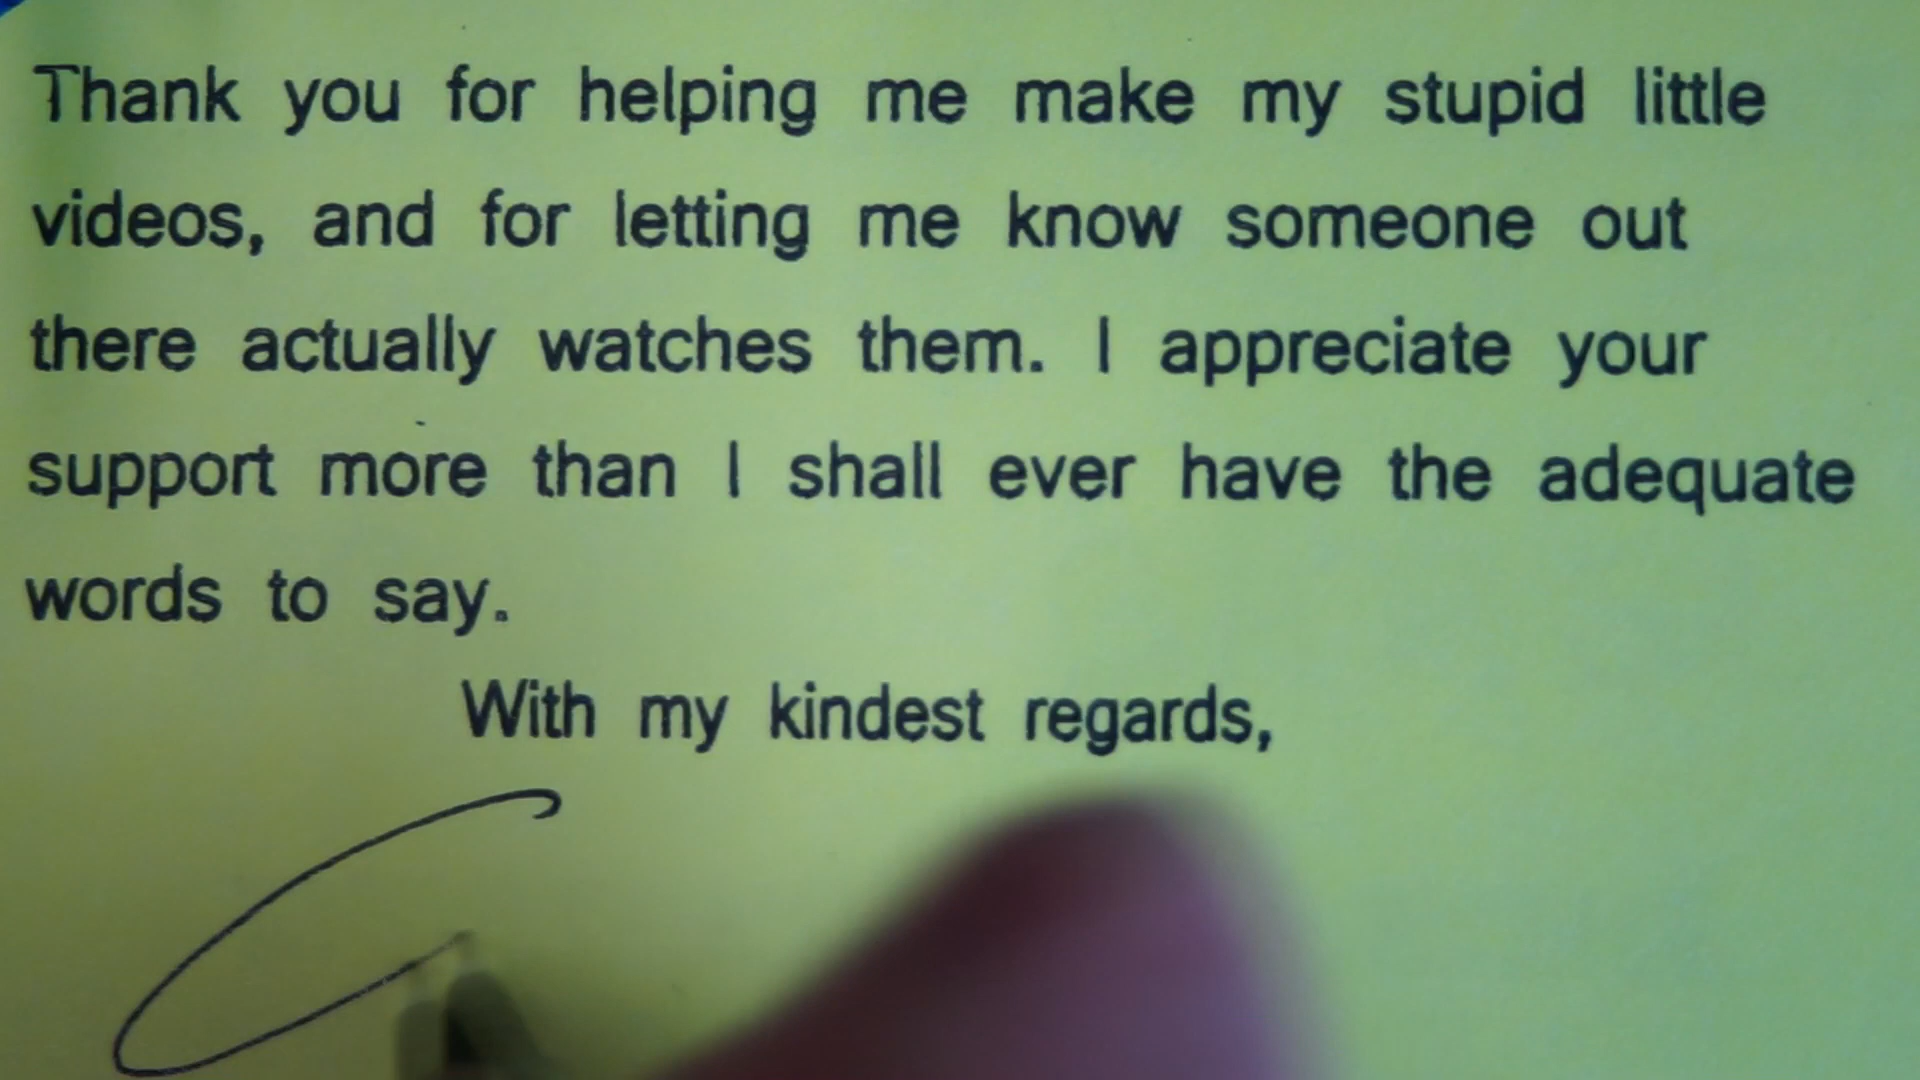 Thank you for helping me make my stupid little
videos, and for letting me know someone out
there actually watches them. I appreciate your
support more than I shall ever have the adequate
words to say.
With my kindest regards,